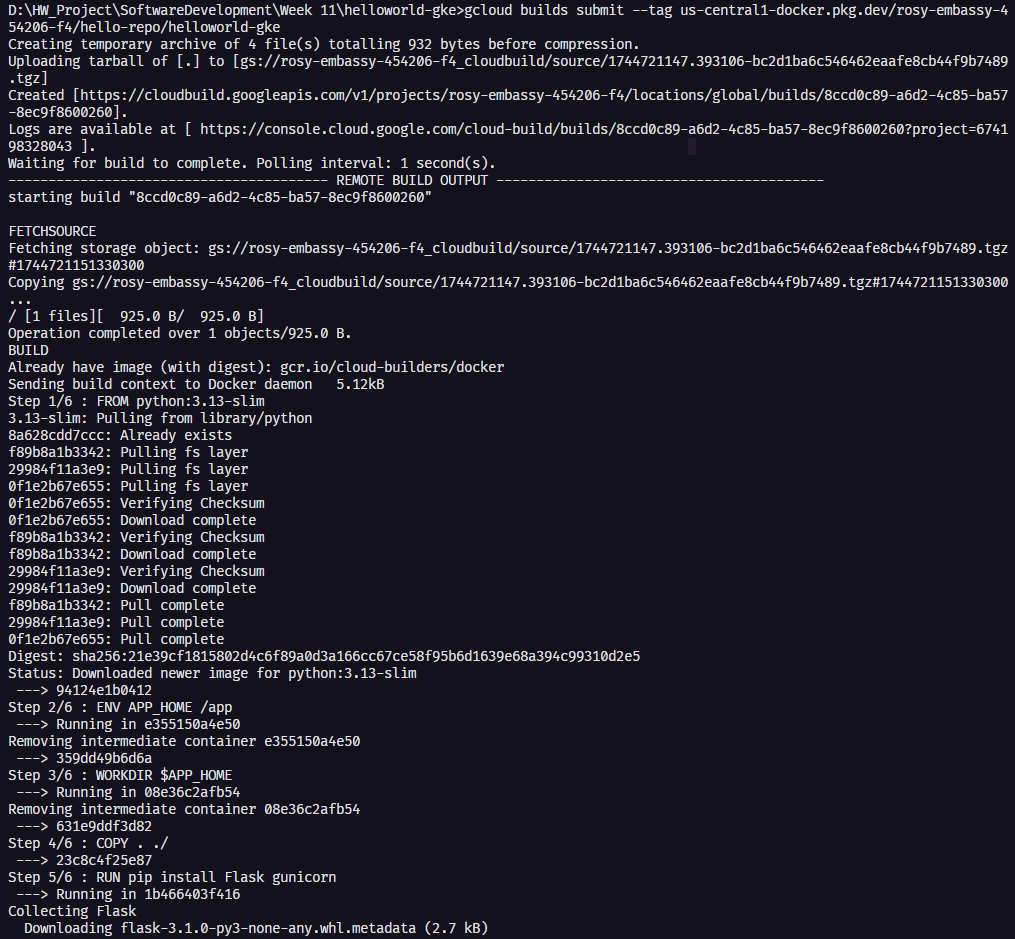 D:\HW_Project\SoftwareDevelopment\Week 11\helloworld-gke>gcloud builds submit --tag us-central1-docker.pkg.dev/rosy-embassy-4
54206-f4/hello-repo/helloworld-gke
Creating temporary archive of 4 file(s) totalling 932 bytes before compression.
Uploading tarball of [.] to [gs://rosy-embassy-454206-f4_cloudbuild/source/1744721147.393106-bc2d1ba6c546462eaafe8cb44f9b7489
.tgz]
Created [https://cloudbuild.googleapis.com/v1/projects/rosy-embassy-454206-f4/locations/global/builds/8ccd0c89-a6d2-4c85-ba57
-8ec9f8600260].
Logs are available at [ https://console.cloud.google.com/cloud-build/builds/8ccd0c89-a6d2-4c85-ba57-8ec9f8600260?project=6741
98328043 ].
Waiting for build to complete. Polling interval: 1 second(s).
---------------------------------------- REMOTE BUILD OUTPUT -----------------------------------------
starting build "8ccd0c89-a6d2-4c85-ba57-8ec9f8600260"

FETCHSOURCE
Fetching storage object: gs://rosy-embassy-454206-f4_cloudbuild/source/1744721147.393106-bc2d1ba6c546462eaafe8cb44f9b7489.tgz
#1744721151330300
Copying gs://rosy-embassy-454206-f4_cloudbuild/source/1744721147.393106-bc2d1ba6c546462eaafe8cb44f9b7489.tgz#1744721151330300
...
/ [1 files][  925.0 B/  925.0 B]
Operation completed over 1 objects/925.0 B.
BUILD
Already have image (with digest): gcr.io/cloud-builders/docker
Sending build context to Docker daemon   5.12kB
Step 1/6 : FROM python:3.13-slim
3.13-slim: Pulling from library/python
8a628cdd7ccc: Already exists
f89b8a1b3342: Pulling fs layer
29984f11a3e9: Pulling fs layer
0f1e2b67e655: Pulling fs layer
0f1e2b67e655: Verifying Checksum
0f1e2b67e655: Download complete
f89b8a1b3342: Verifying Checksum
f89b8a1b3342: Download complete
29984f11a3e9: Verifying Checksum
29984f11a3e9: Download complete
f89b8a1b3342: Pull complete
29984f11a3e9: Pull complete
0f1e2b67e655: Pull complete
Digest: sha256:21e39cf1815802d4c6f89a0d3a166cc67ce58f95b6d1639e68a394c99310d2e5
Status: Downloaded newer image for python:3.13-slim
 ---> 94124e1b0412
Step 2/6 : ENV APP_HOME /app
 ---> Running in e355150a4e50
Removing intermediate container e355150a4e50
 ---> 359dd49b6d6a
Step 3/6 : WORKDIR $APP_HOME
 ---> Running in 08e36c2afb54
Removing intermediate container 08e36c2afb54
 ---> 631e9ddf3d82
Step 4/6 : COPY . ./
 ---> 23c8c4f25e87
Step 5/6 : RUN pip install Flask gunicorn
 ---> Running in 1b466403f416
Collecting Flask
  Downloading flask-3.1.0-py3-none-any.whl.metadata (2.7 kB)